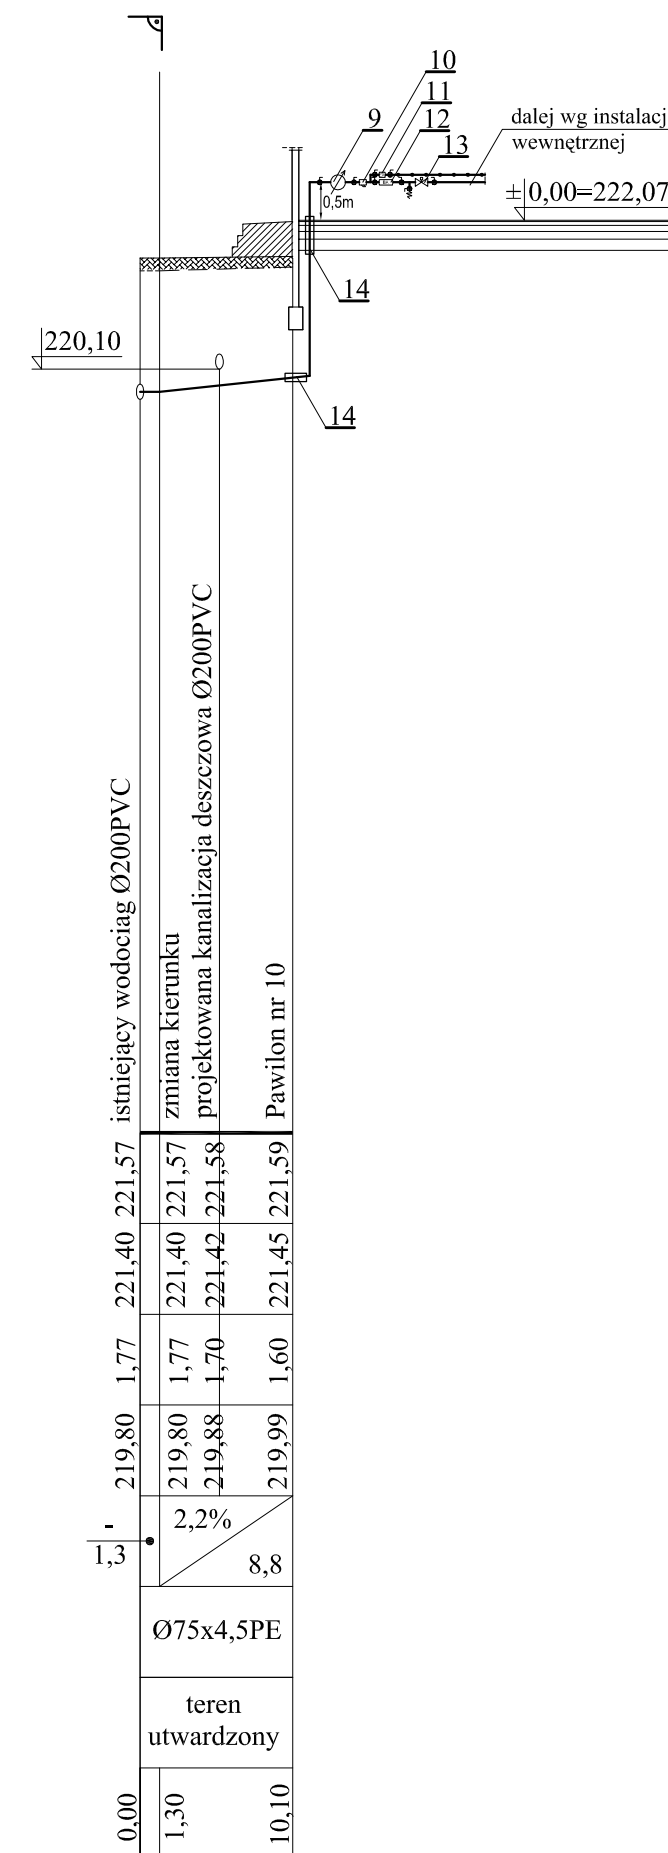 10
11
12
13
9
dalej wg instalacj
wewnętrznej
± 0,00=222,07
0,5m
14
220,10
14
istniejący wodociąg Ø200PVC
zmiana kierunku
projektowana kanalizacja deszczowa Ø200PVC
Pawilon nr 10
221,57 221,57 221,58 221,59
221,40 221,40 221,42 221,45
1,77 1,77 1,70 1,60
219,80 219,80 219,88 219,99
-
1,3
2,2%
8,8
Ø75x4,5PE
teren
utwardzony
0,00 1,30 10,10